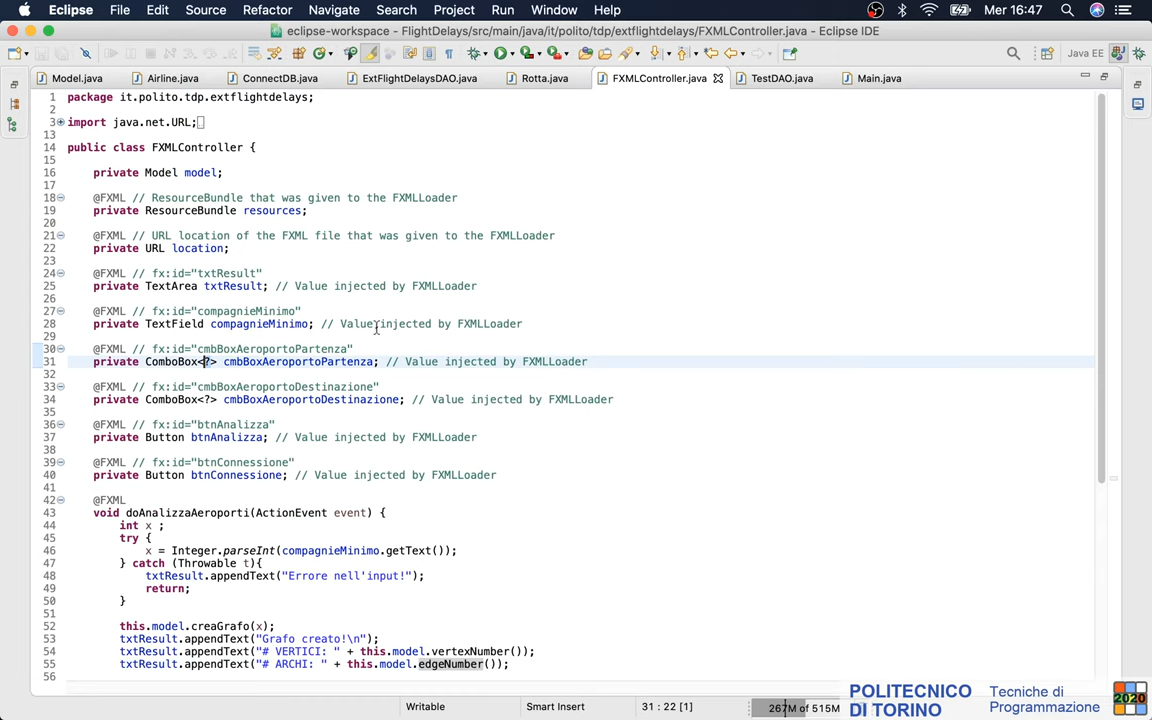 Eclipse File Edit Source Refactor Navigate Search Project Run Window Help Mer 16:47
eclipse-workspace - FlightDelays/src/main/java/it/polito/tdp/extflightdelays/FXMLController.java - Eclipse IDE
Java EE
Model.java Airline.java ConnectDB.java ExtFlightDelaysDAO.java Rotta.java FXMLController.java TestDAO.java Main.java
1 package it.polito.tdp.extflightdelays;
2
3 import java.net.URL;
13
14 public class FXMLController {
15
16 private Model model;
17
18 @FXML // ResourceBundle that was given to the FXMLLoader
19 private ResourceBundle resources;
20
21 @FXML // URL location of the FXML file that was given to the FXMLLoader
22 private URL location;
23
24 @FXML // fx:id="txtResult"
25 private TextArea txtResult; // Value injected by FXMLLoader
26
27 @FXML // fx:id="compagnieMinimo"
28 private TextField compagnieMinimo; // Value injected by FXMLLoader
29
30 @FXML // fx:id="cmbBoxAeroportoPartenza"
31 private ComboBox<?> cmbBoxAeroportoPartenza; // Value injected by FXMLLoader
32
33 @FXML // fx:id="cmbBoxAeroportoDestinazione"
34 private ComboBox<?> cmbBoxAeroportoDestinazione; // Value injected by FXMLLoader
35
36 @FXML // fx:id="btnAnalizza"
37 private Button btnAnalizza; // Value injected by FXMLLoader
38
39 @FXML // fx:id="btnConnessione"
40 private Button btnConnessione; // Value injected by FXMLLoader
41
42 @FXML
43 void doAnalizzaAeroporti(ActionEvent event) {
44 int x ;
45 try {
46 x = Integer.parseInt(compagnieMinimo.getText());
47 } catch (Throwable t){
48 txtResult.appendText("Errore nell'input!");
49 return;
50 }
51
52 this.model.creaGrafo(x);
53 txtResult.appendText("Grafo creato!\n");
54 txtResult.appendText("# VERTICI: " + this.model.vertexNumber());
55 txtResult.appendText("# ARCHI: " + this.model.edgeNumber());
56
Writable Smart Insert 31 : 22 [1] 267M of 515M
POLITECNICO
DI TORINO
Tecniche di
Programmazione
2020